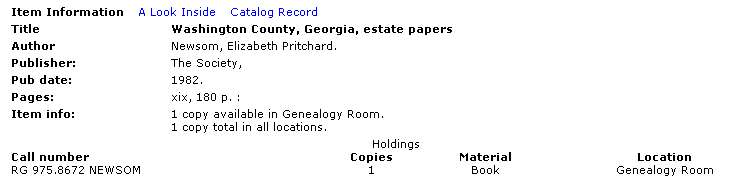 Item Information A Look Inside Catalog Record
Title Washington County, Georgia, estate papers
Author Newsom, Elizabeth Pritchard.
Publisher: The Society,
Pub date: 1982.
Pages: xix, 180 p. :
Item info: 1 copy available in Genealogy Room.
1 copy total in all locations.
Holdings
Call number Copies Material Location
RG 975.8672 NEWSOM 1 Book Genealogy Room